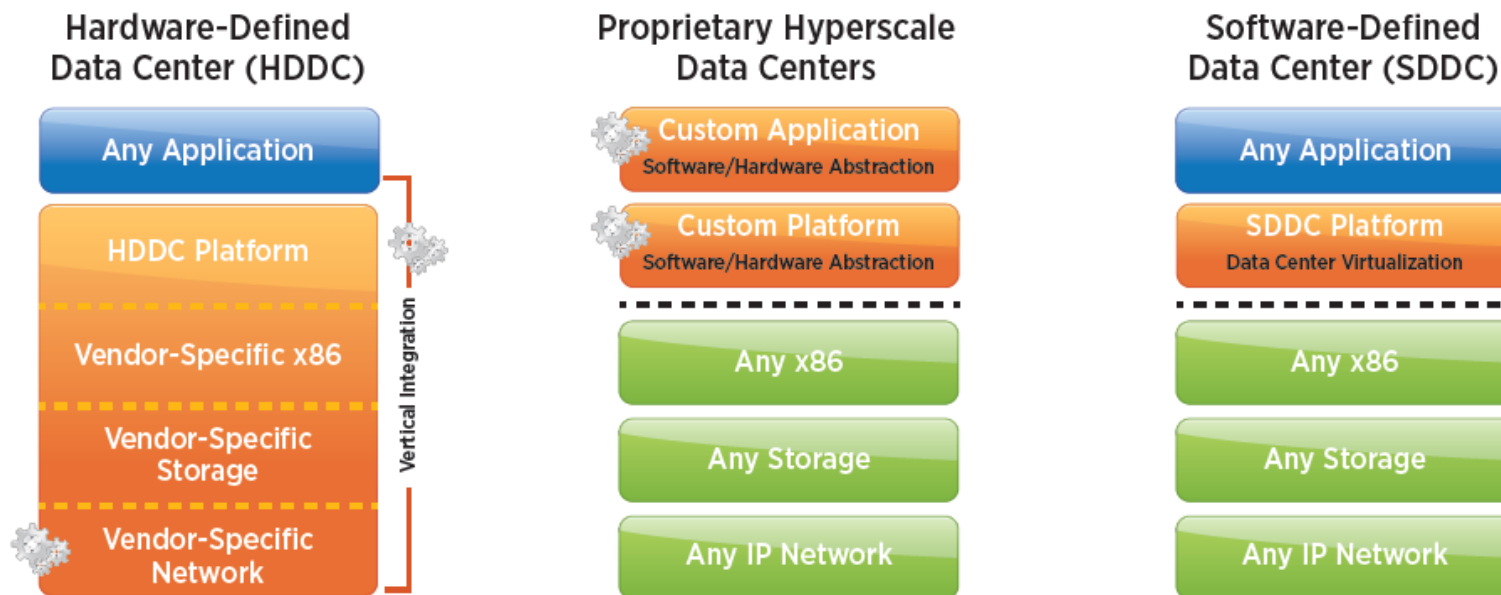 Hardware-Defined
Data Center (HDDC)
Any Application
HDDC Platform
Vendor-Specific x86
Vendor-Specific
Storage
Vendor-Specific
Network
Vertical Integration
Proprietary Hyperscale
Data Centers
Custom Application
Software/Hardware Abstraction
Custom Platform
Software/Hardware Abstraction
Any x86
Any Storage
Any IP Network
Software-Defined
Data Center (SDDC)
Any Application
SDDC Platform
Data Center Virtualization
Any x86
Any Storage
Any IP Network